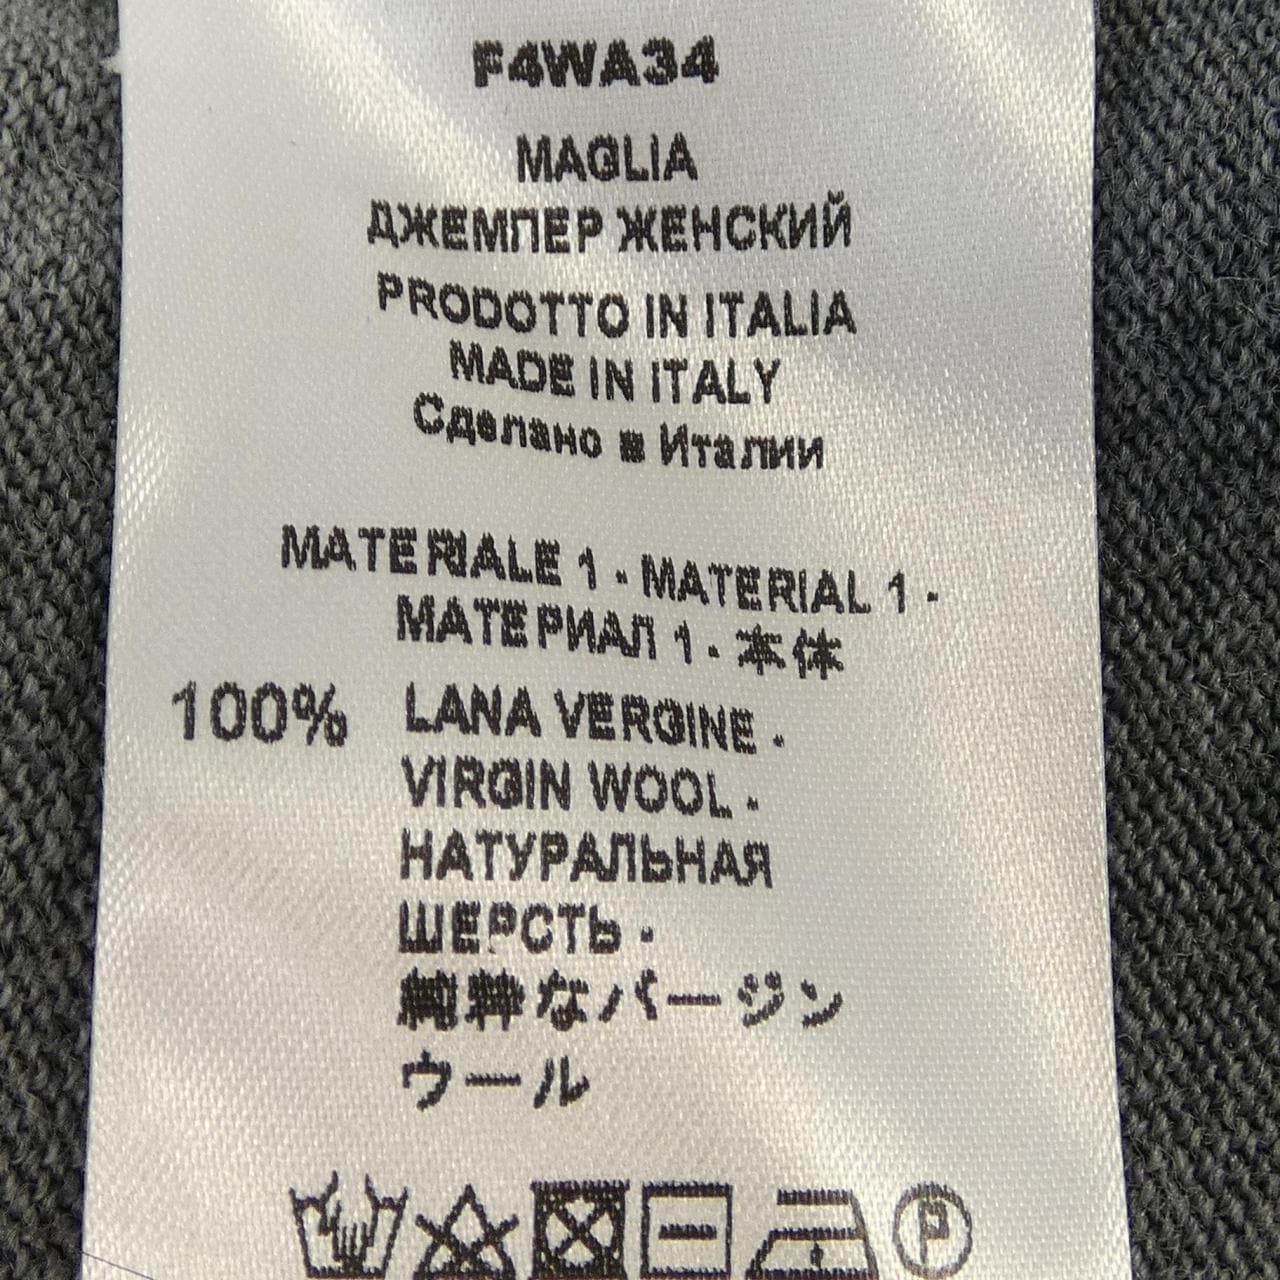 F4WA34
MAGLIA
ДЖЕМПЕР ЖЕНСКИЙ
PRODOTTO IN ITALIA
MADE IN ITALY
Сделано в Италии
MATERIALE 1 - MATERIAL 1 -
МАТЕРИАЛ 1 - 本体
100% LANA VERGINE -
VIRGIN WOOL -
НАТУРАЛЬНАЯ
ШЕРСТЬ -
純粋なバージン
ウール
P